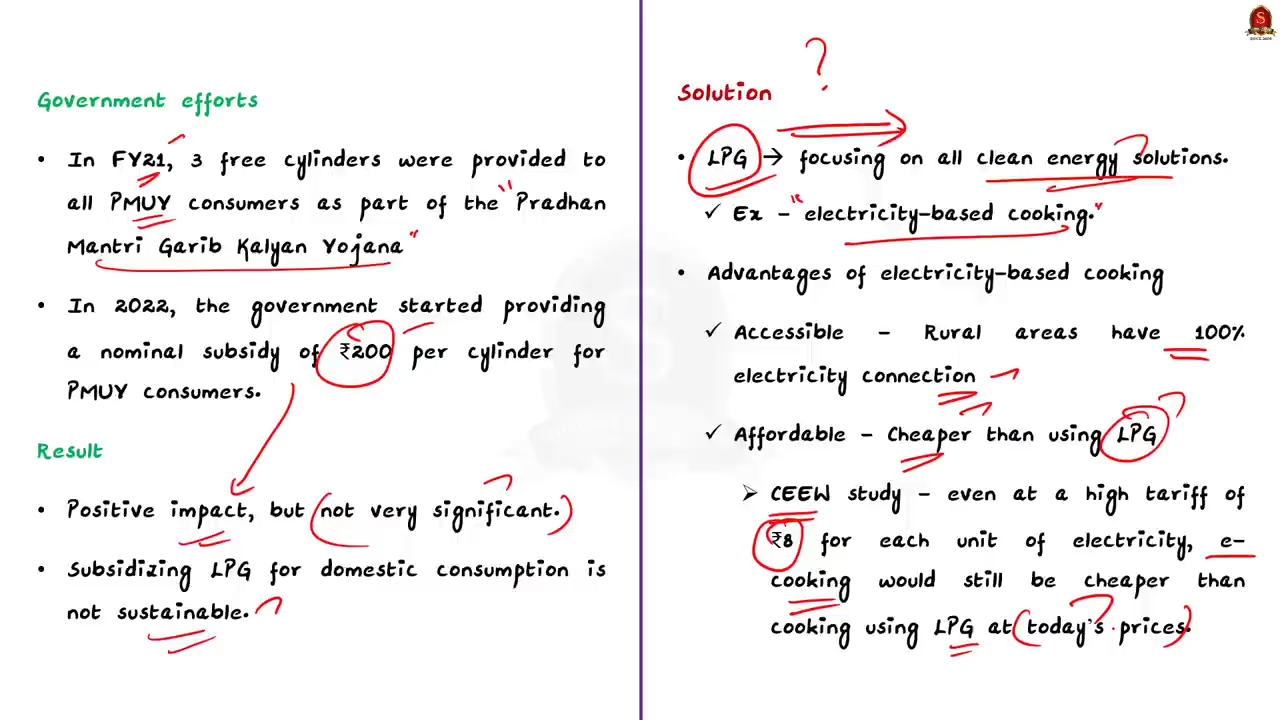 Government efforts
• In FY21, 3 free cylinders were provided to
all PMUY consumers as part of the "Pradhan
Mantri Garib Kalyan Yojana"
• In 2022, the government started providing
a nominal subsidy of ₹200 per cylinder for
PMUY consumers.
Result
• Positive impact, but (not very significant.)
• Subsidizing LPG for domestic consumption is
not sustainable.
?
Solution
• LPG → focusing on all clean energy solutions.
✓ Ex - "electricity-based cooking."
• Advantages of electricity-based cooking
✓ Accessible - Rural areas have 100%
electricity connection
✓ Affordable - Cheaper than using LPG
➤ CEEW study - even at a high tariff of
₹8 for each unit of electricity, e-
cooking would still be cheaper than
cooking using LPG at (today's prices.)
S